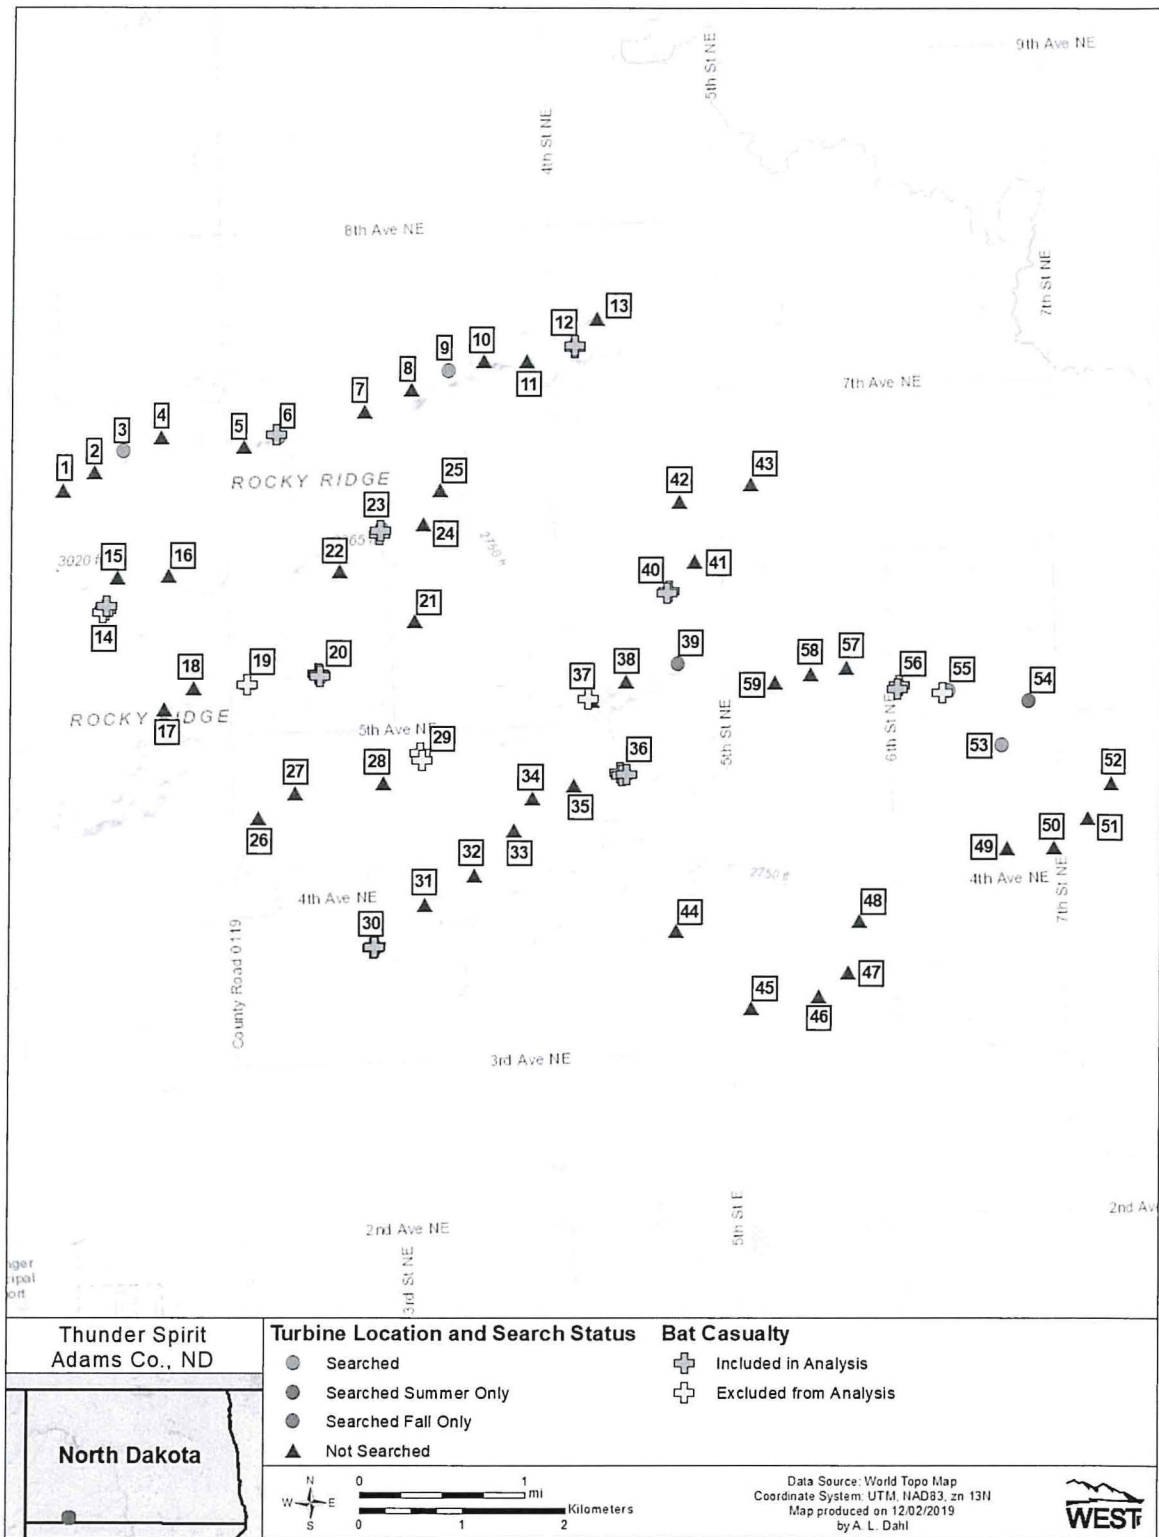 9th Ave NE
5th St NE
4th St NE
8th Ave NE
7th St NE
13
12
10
9
11
8
7th Ave NE
7
6
5
4
3
2
1
ROCKY RIDGE
25
43
42
23
24
2750 ft
22
3020 ft
15
16
40
41
21
14
39
38
37
20
19
18
17
ROCKY RIDGE
59
58
57
56
55
54
53
5th St NE
6th St NE
5th Ave NE
29
28
27
26
36
34
35
33
32
31
52
51
50
49
4th Ave NE
7th St NE
2750 ft
4th Ave NE
30
44
48
47
45
46
County Road 0119
3rd Ave NE
5th St E
2nd Ave NE
3rd St NE
Thunder Spirit
Adams Co., ND
North Dakota
Turbine Location and Search Status
Searched
Searched Summer Only
Searched Fall Only
Not Searched
Bat Casualty
Included in Analysis
Excluded from Analysis
N
W E
S
0 1
mi
Kilometers
0 1 2
Data Source: World Topo Map
Coordinate System: UTM, NAD83, zn 13N
Map produced on 12/02/2019
by A. L. Dahl
WEST